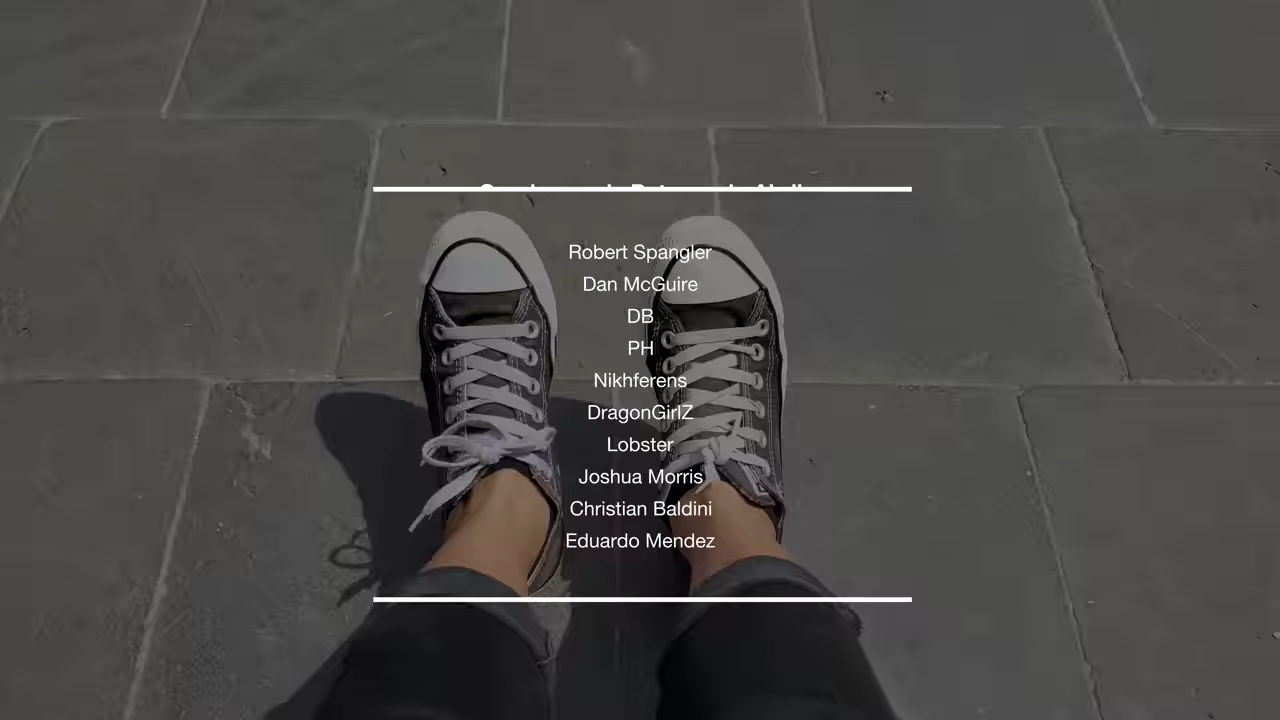 Robert Spangler
Dan McGuire
DB
PH
Nikhferens
DragonGirlZ
Lobster
Joshua Morris
Christian Baldini
Eduardo Mendez